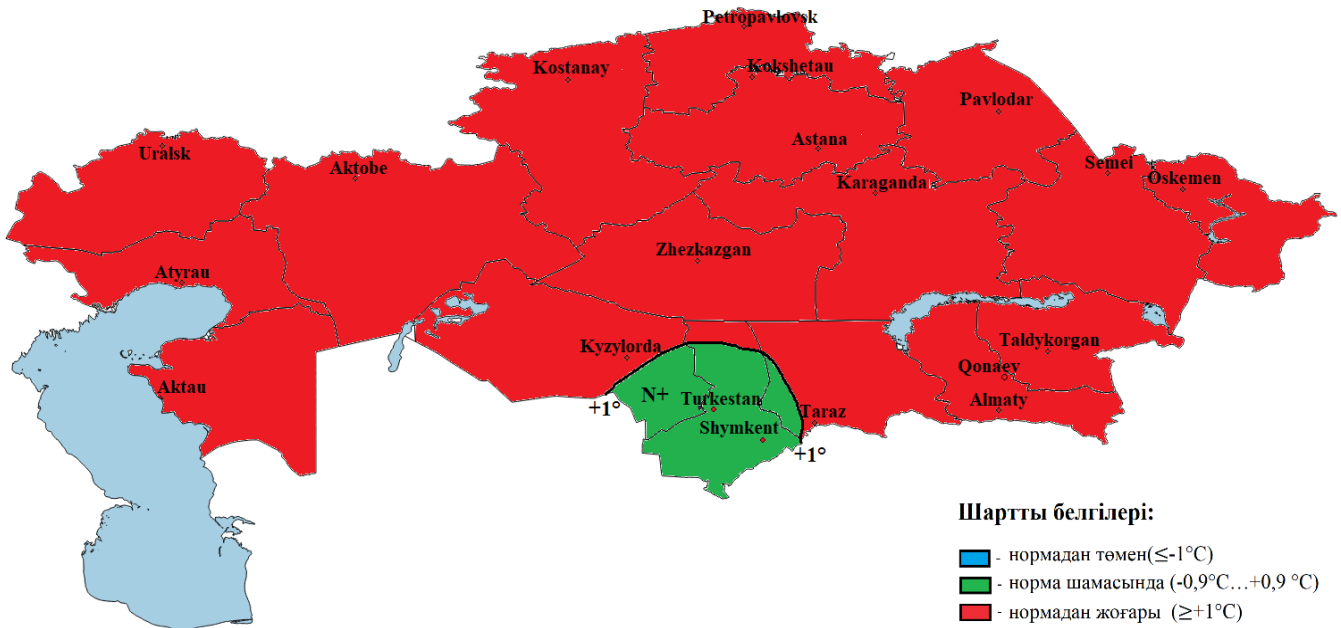 Petropavlovsk
Kostanay
Kokshetau
Pavlodar
Astana
Uralsk
Aktobe
Semei
Karaganda
Öskemen
Zhezkazgan
Atyrau
Kyzylorda
Taldykorgan
Qonaev
Aktau
N+
Turkestan
Almaty
+1°
Taraz
Shymkent
+1°
Шартты белгілері:
- нормадан төмен(≤-1°C)
- норма шамасында (-0,9°C…+0,9 °C)
- нормадан жоғары (≥+1°C)